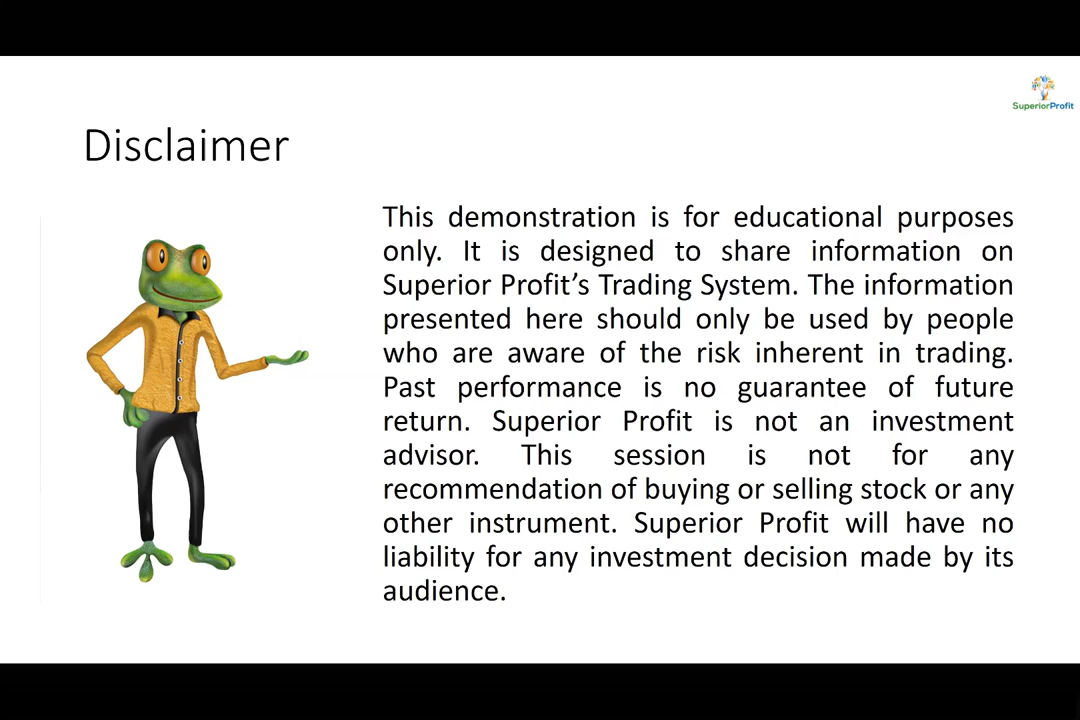 SuperiorProfit
Disclaimer
This demonstration is for educational purposes
only. It is designed to share information on
Superior Profit’s Trading System. The information
presented here should only be used by people
who are aware of the risk inherent in trading.
Past performance is no guarantee of future
return. Superior Profit is not an investment
advisor. This session is not for any
recommendation of buying or selling stock or any
other instrument. Superior Profit will have no
liability for any investment decision made by its
audience.